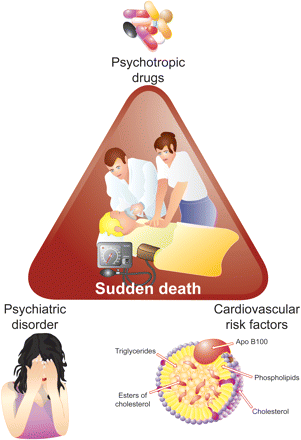 Psychotropic
drugs
Sudden death
Psychiatric
disorder
Cardiovascular
risk factors
Apo B100
Triglycerides
Phospholipids
Esters of
cholesterol
Cholesterol